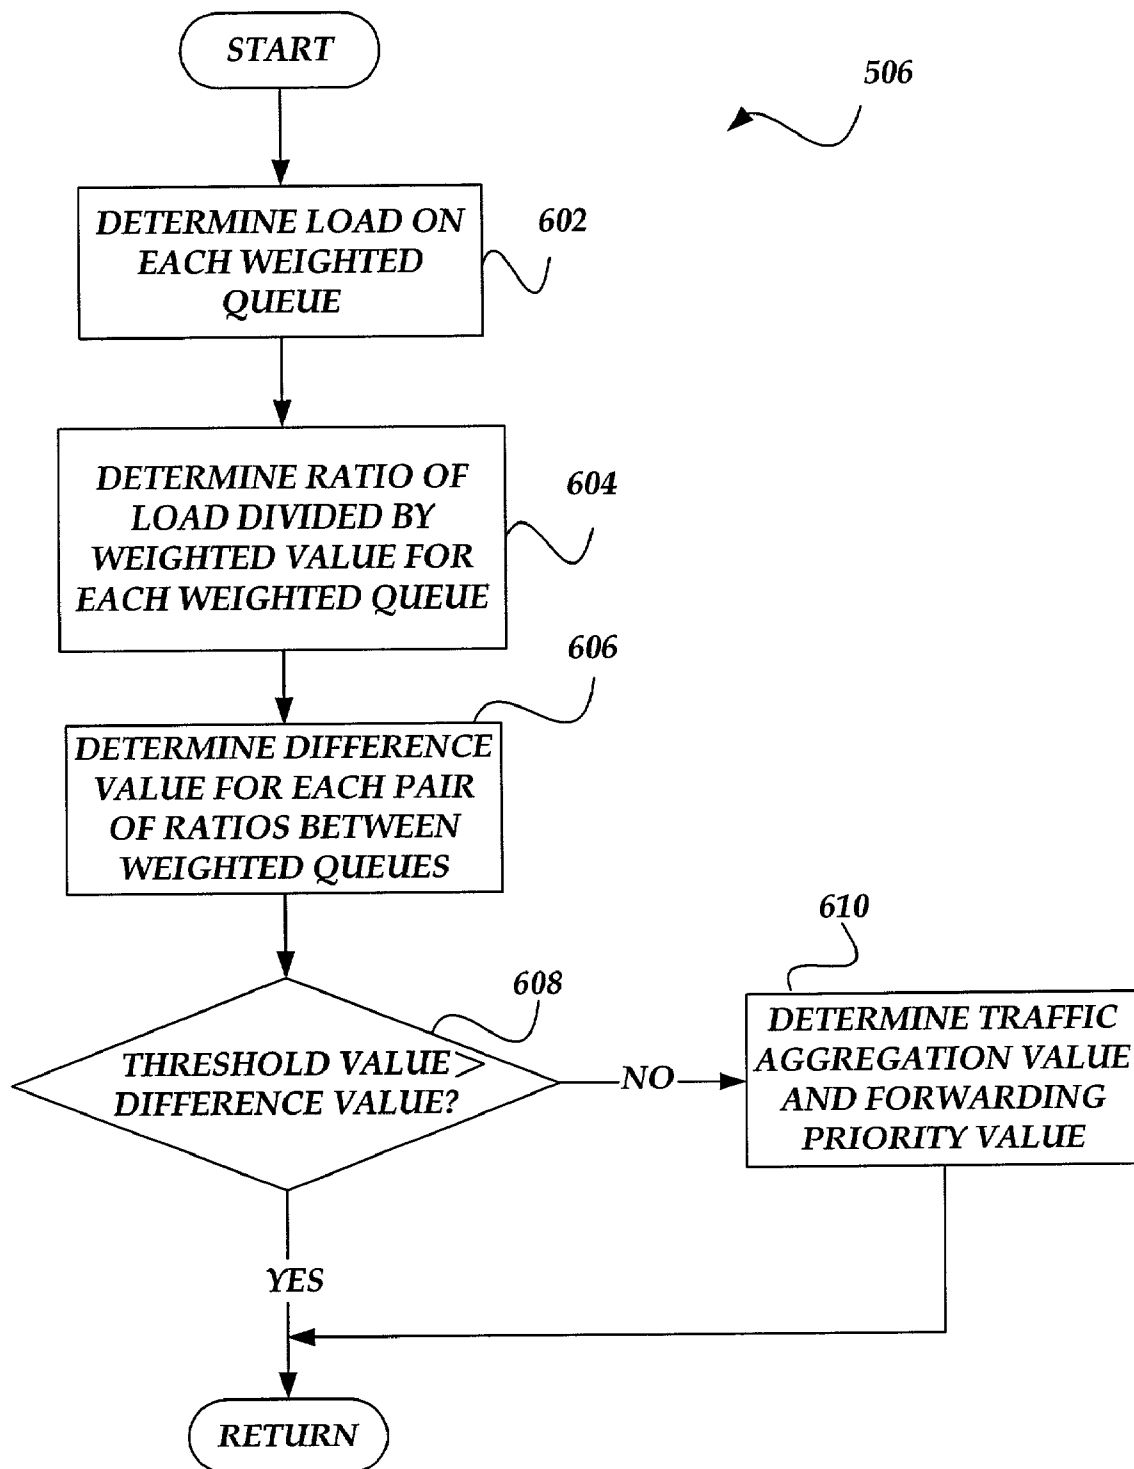 START
506
DETERMINE LOAD ON
EACH WEIGHTED
QUEUE
602
DETERMINE RATIO OF
LOAD DIVIDED BY
WEIGHTED VALUE FOR
EACH WEIGHTED QUEUE
604
606
DETERMINE DIFFERENCE
VALUE FOR EACH PAIR
OF RATIOS BETWEEN
WEIGHTED QUEUES
608
THRESHOLD VALUE >
DIFFERENCE VALUE?
NO
610
DETERMINE TRAFFIC
AGGREGATION VALUE
AND FORWARDING
PRIORITY VALUE
YES
RETURN